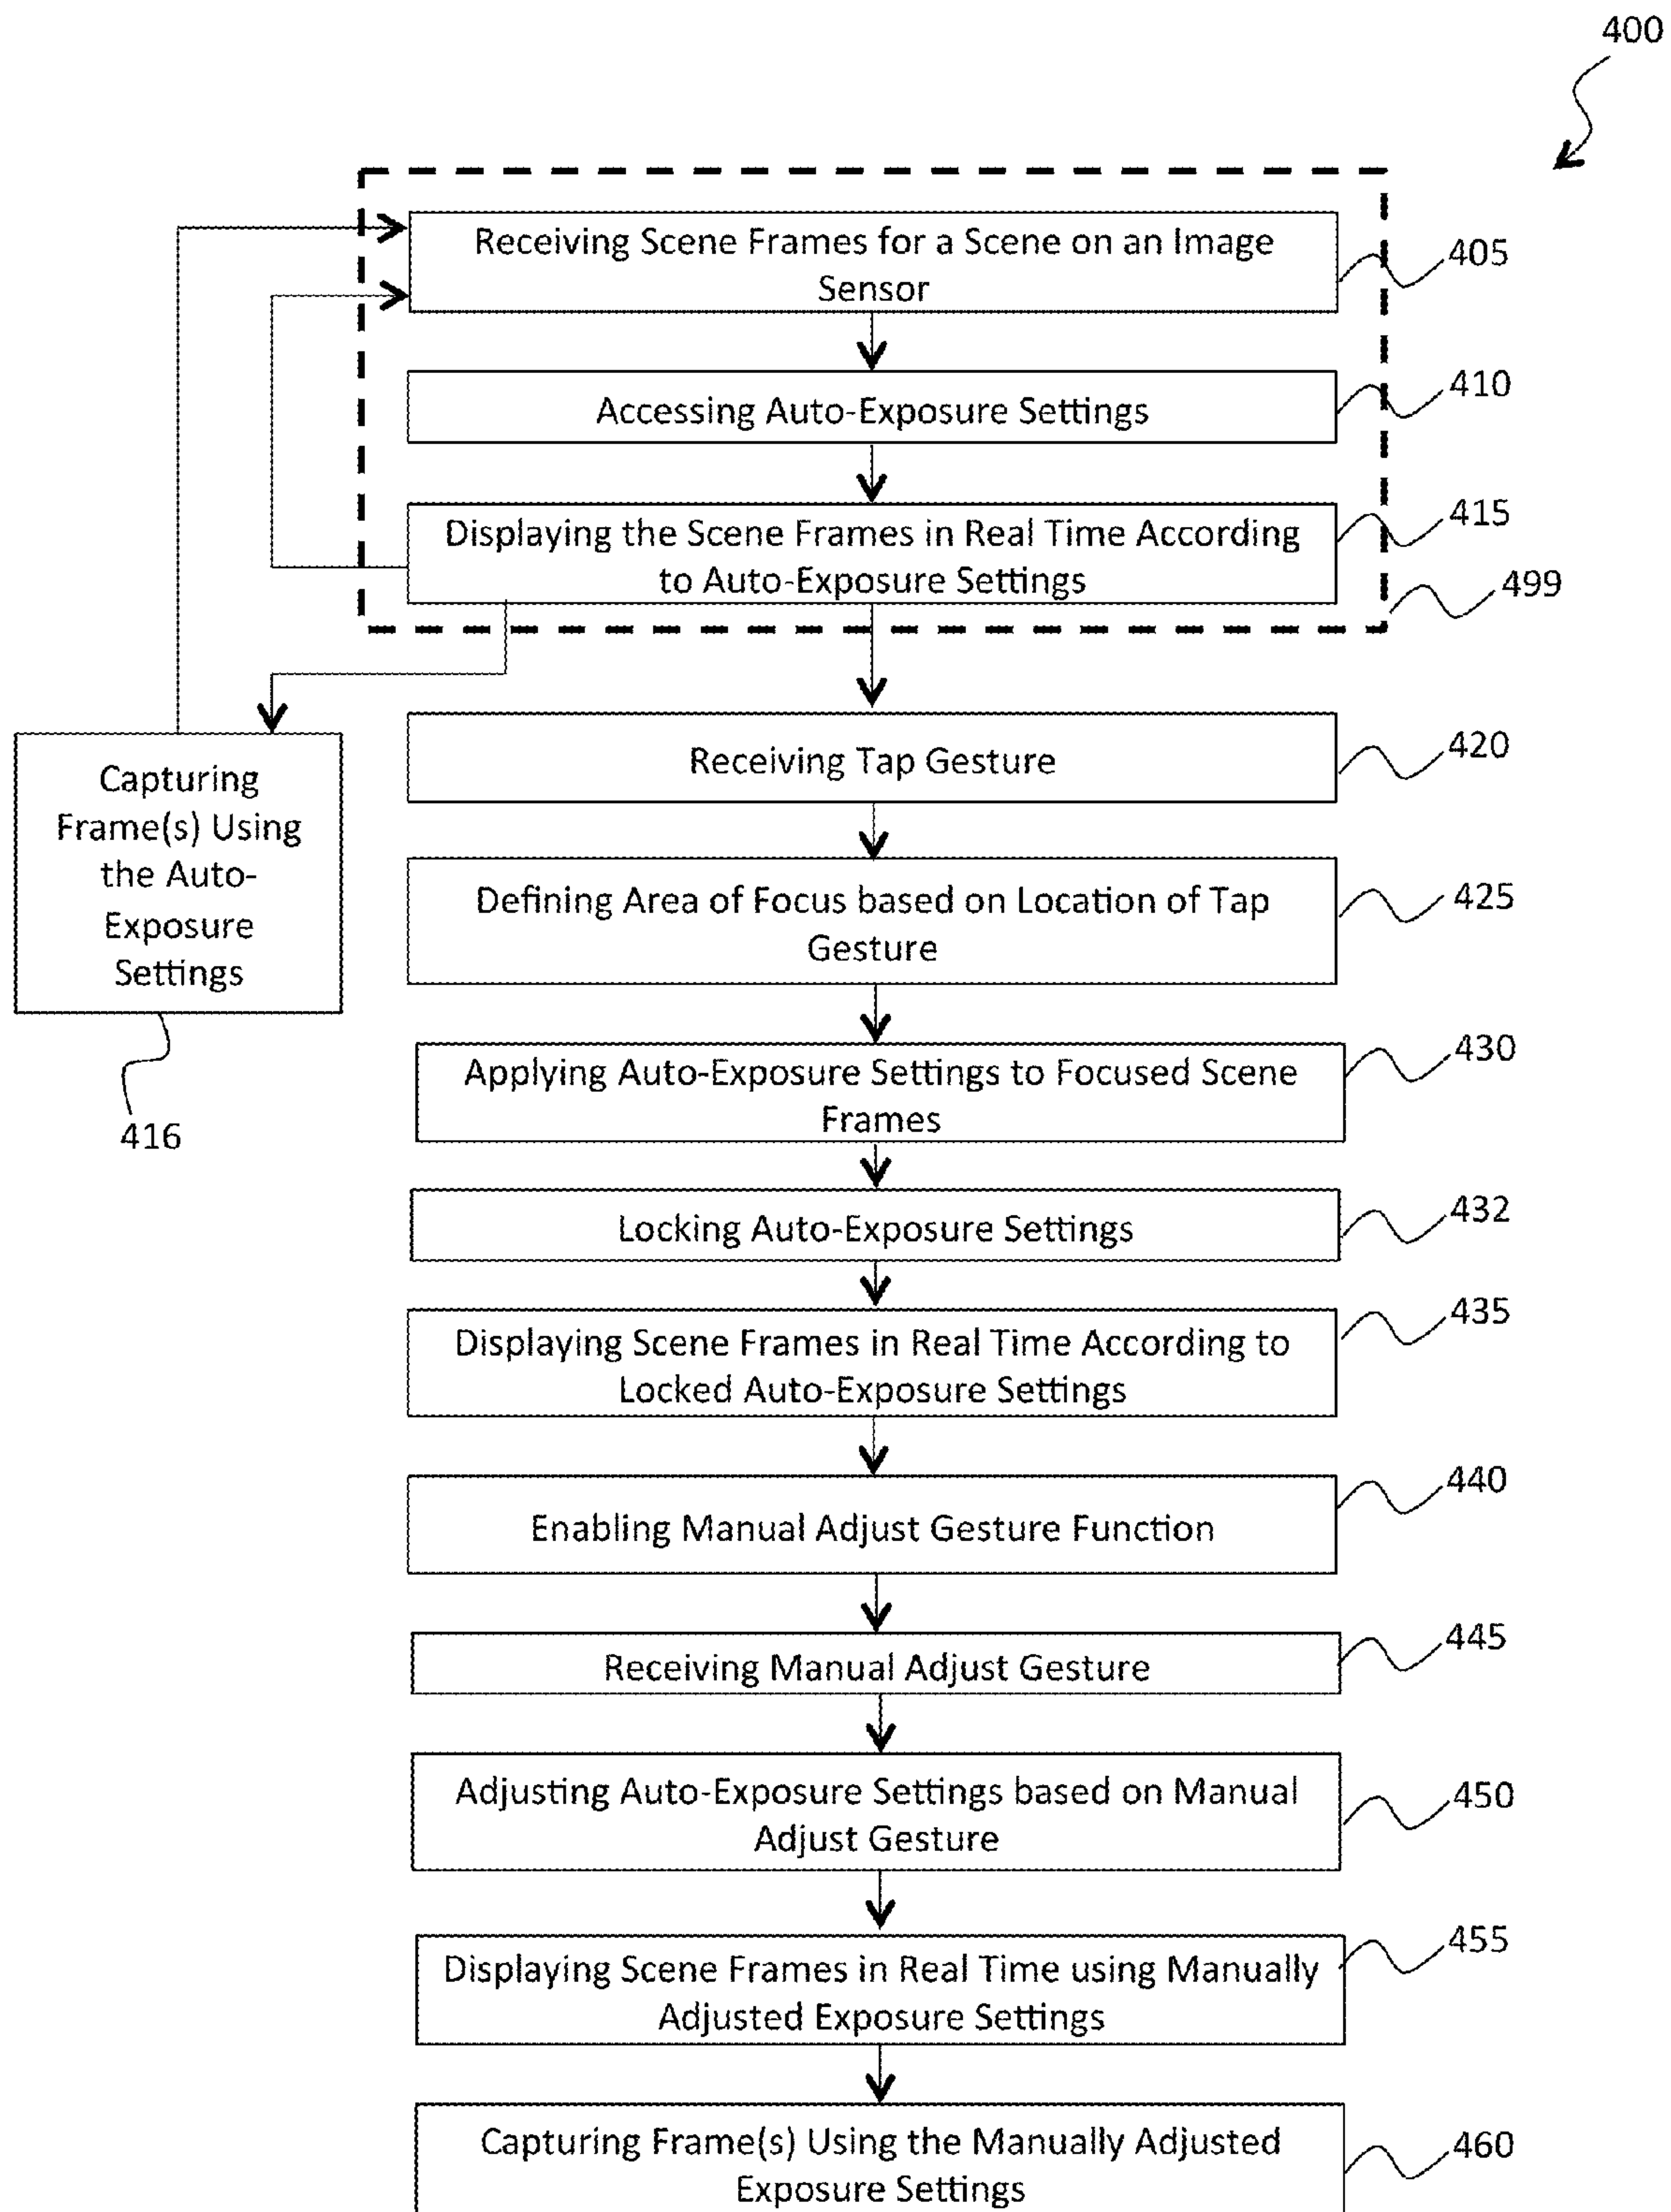 400
Receiving Scene Frames for a Scene on an Image
Sensor
405
Accessing Auto-Exposure Settings
410
Displaying the Scene Frames in Real Time According
to Auto-Exposure Settings
415
499
Capturing
Frame(s) Using
the Auto-
Exposure
Settings
416
Receiving Tap Gesture
420
Defining Area of Focus based on Location of Tap
Gesture
425
Applying Auto-Exposure Settings to Focused Scene
Frames
430
Locking Auto-Exposure Settings
432
Displaying Scene Frames in Real Time According to
Locked Auto-Exposure Settings
435
Enabling Manual Adjust Gesture Function
440
Receiving Manual Adjust Gesture
445
Adjusting Auto-Exposure Settings based on Manual
Adjust Gesture
450
Displaying Scene Frames in Real Time using Manually
Adjusted Exposure Settings
455
Capturing Frame(s) Using the Manually Adjusted
Exposure Settings
460